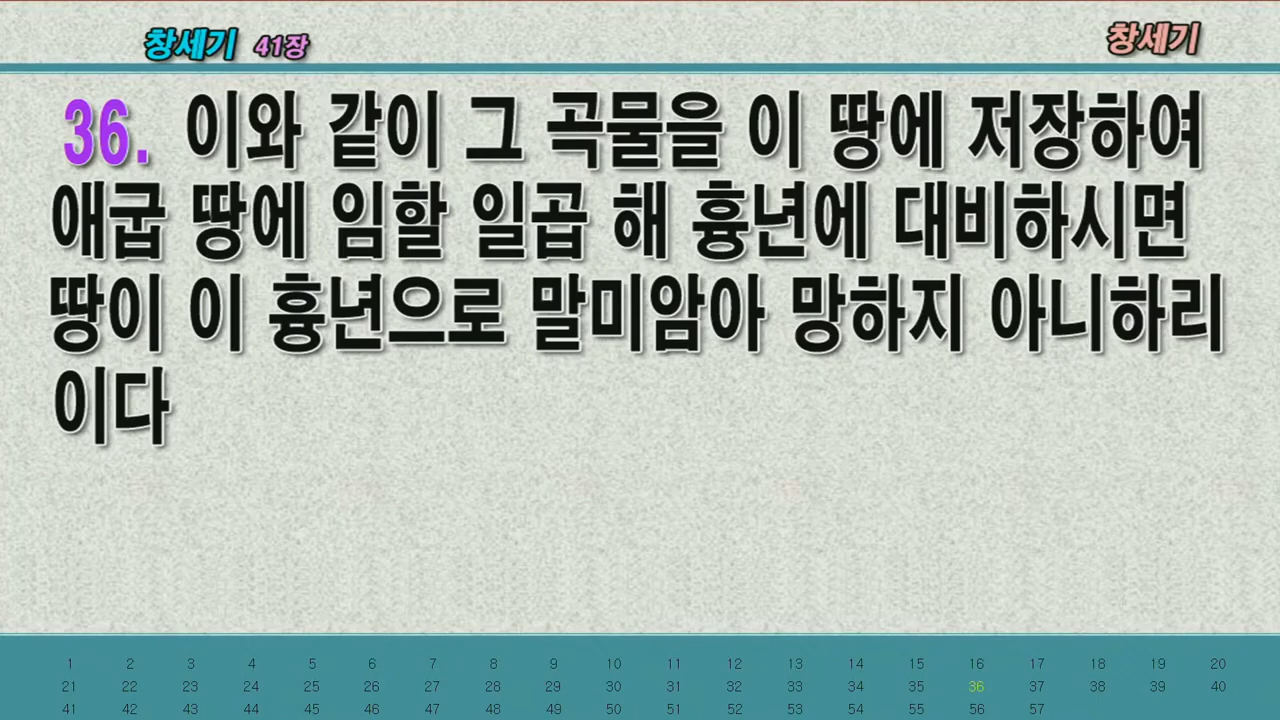 창세기 41장
창세기
36. 이와 같이 그 곡물을 이 땅에 저장하여
애굽 땅에 임할 일곱 해 흉년에 대비하시면
땅이 이 흉년으로 말미암아 망하지 아니하리
이다
1 2 3 4 5 6 7 8 9 10 11 12 13 14 15 16 17 18 19 20
21 22 23 24 25 26 27 28 29 30 31 32 33 34 35 36 37 38 39 40
41 42 43 44 45 46 47 48 49 50 51 52 53 54 55 56 57